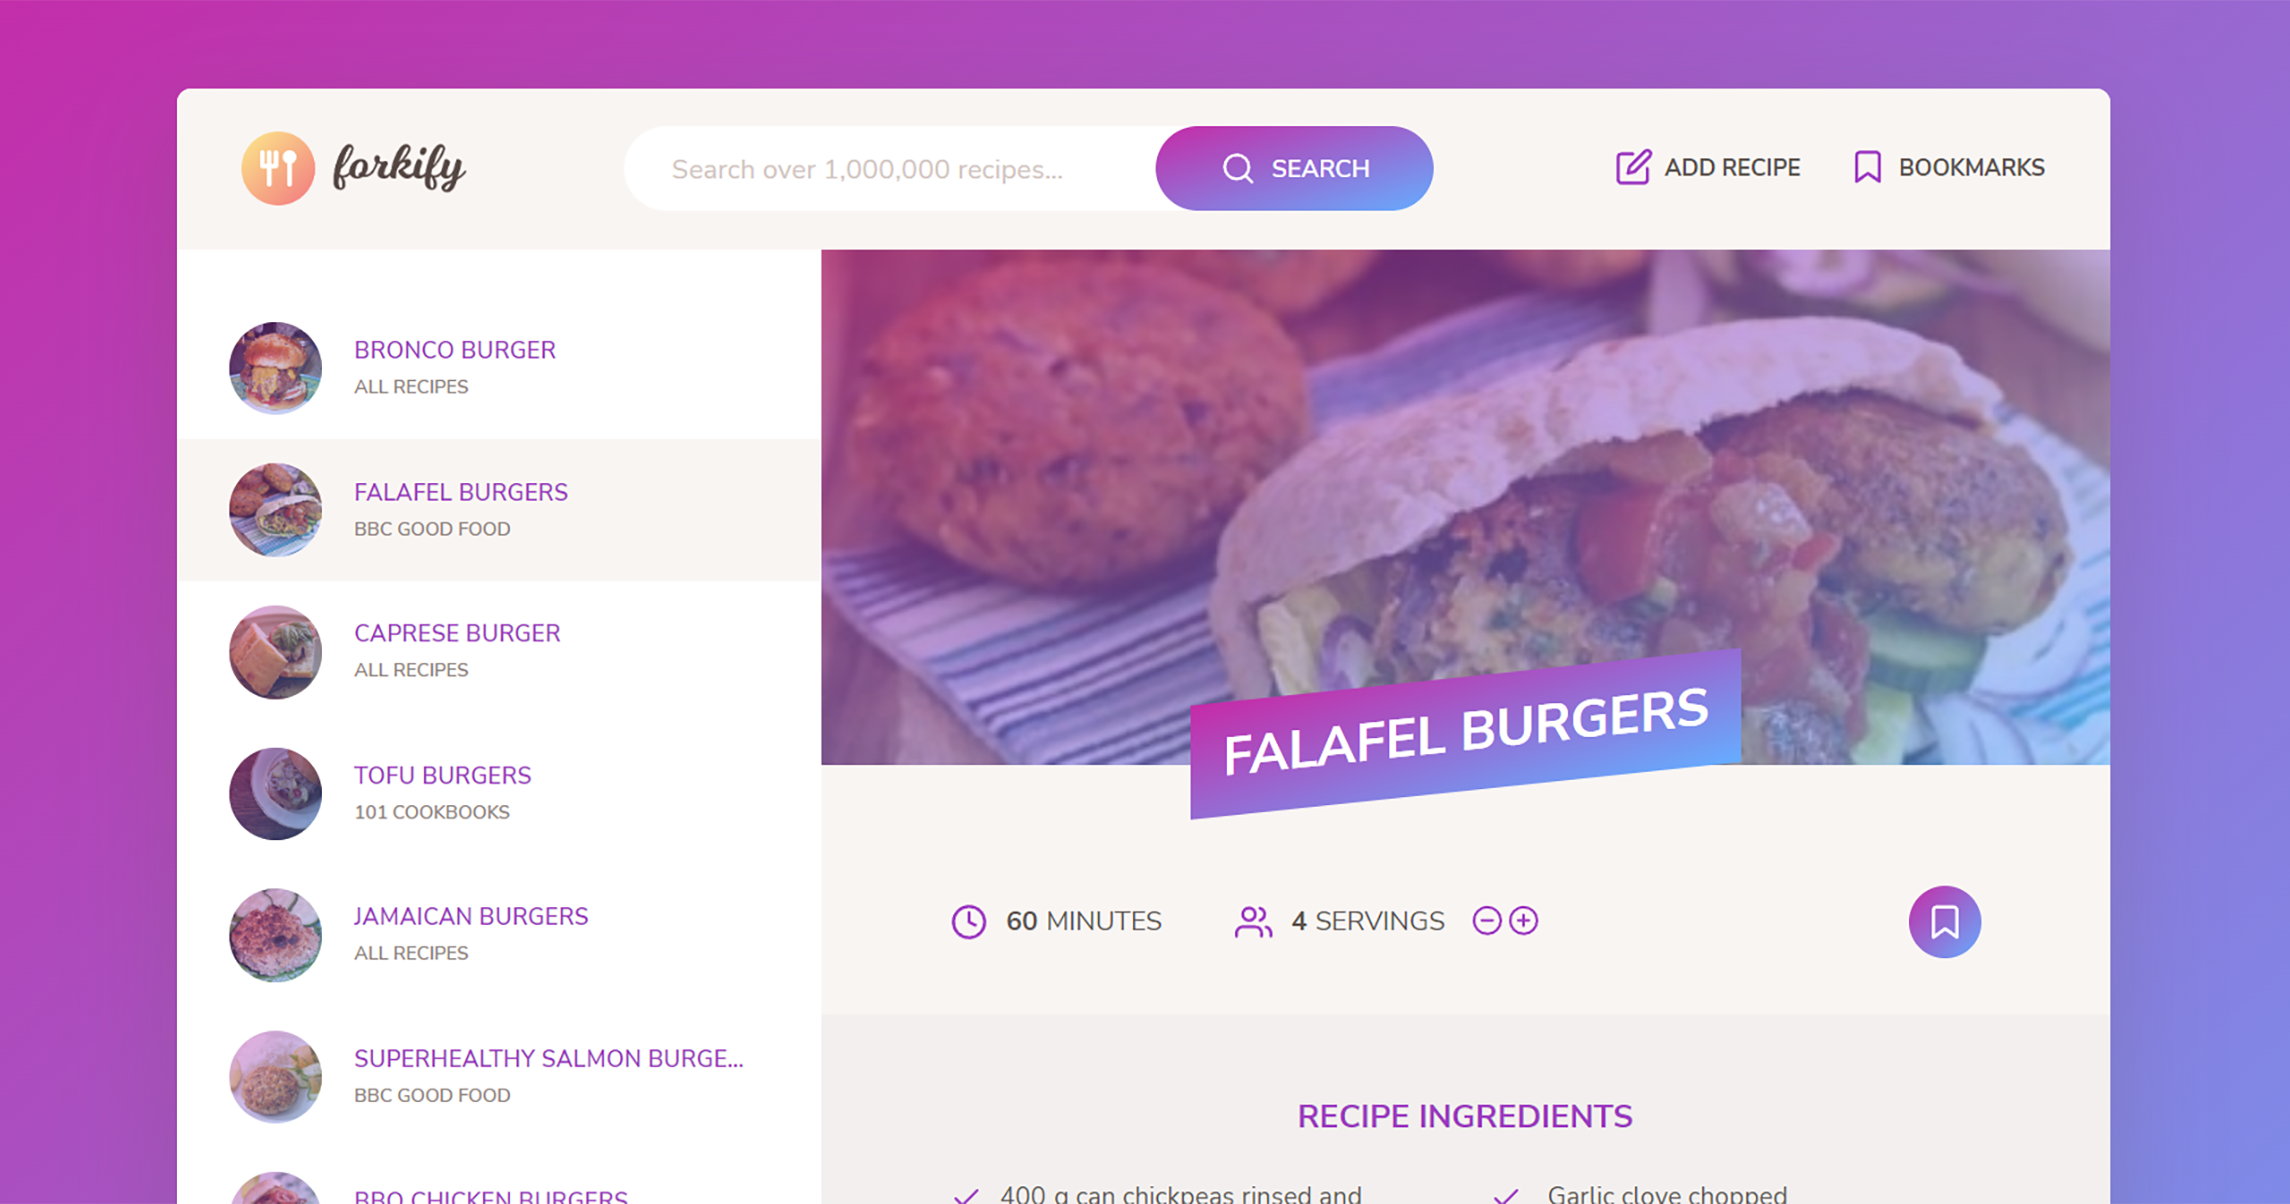 forkify
Search over 1,000,000 recipes...
SEARCH
ADD RECIPE
BOOKMARKS
BRONCO BURGER
ALL RECIPES
FALAFEL BURGERS
BBC GOOD FOOD
CAPRESE BURGER
ALL RECIPES
TOFU BURGERS
101 COOKBOOKS
JAMAICAN BURGERS
ALL RECIPES
SUPERHEALTHY SALMON BURGE...
BBC GOOD FOOD
BBQ CHICKEN BURGERS
FALAFEL BURGERS
60 MINUTES
4 SERVINGS
RECIPE INGREDIENTS
400 g can chickpeas rinsed and
Garlic clove chopped